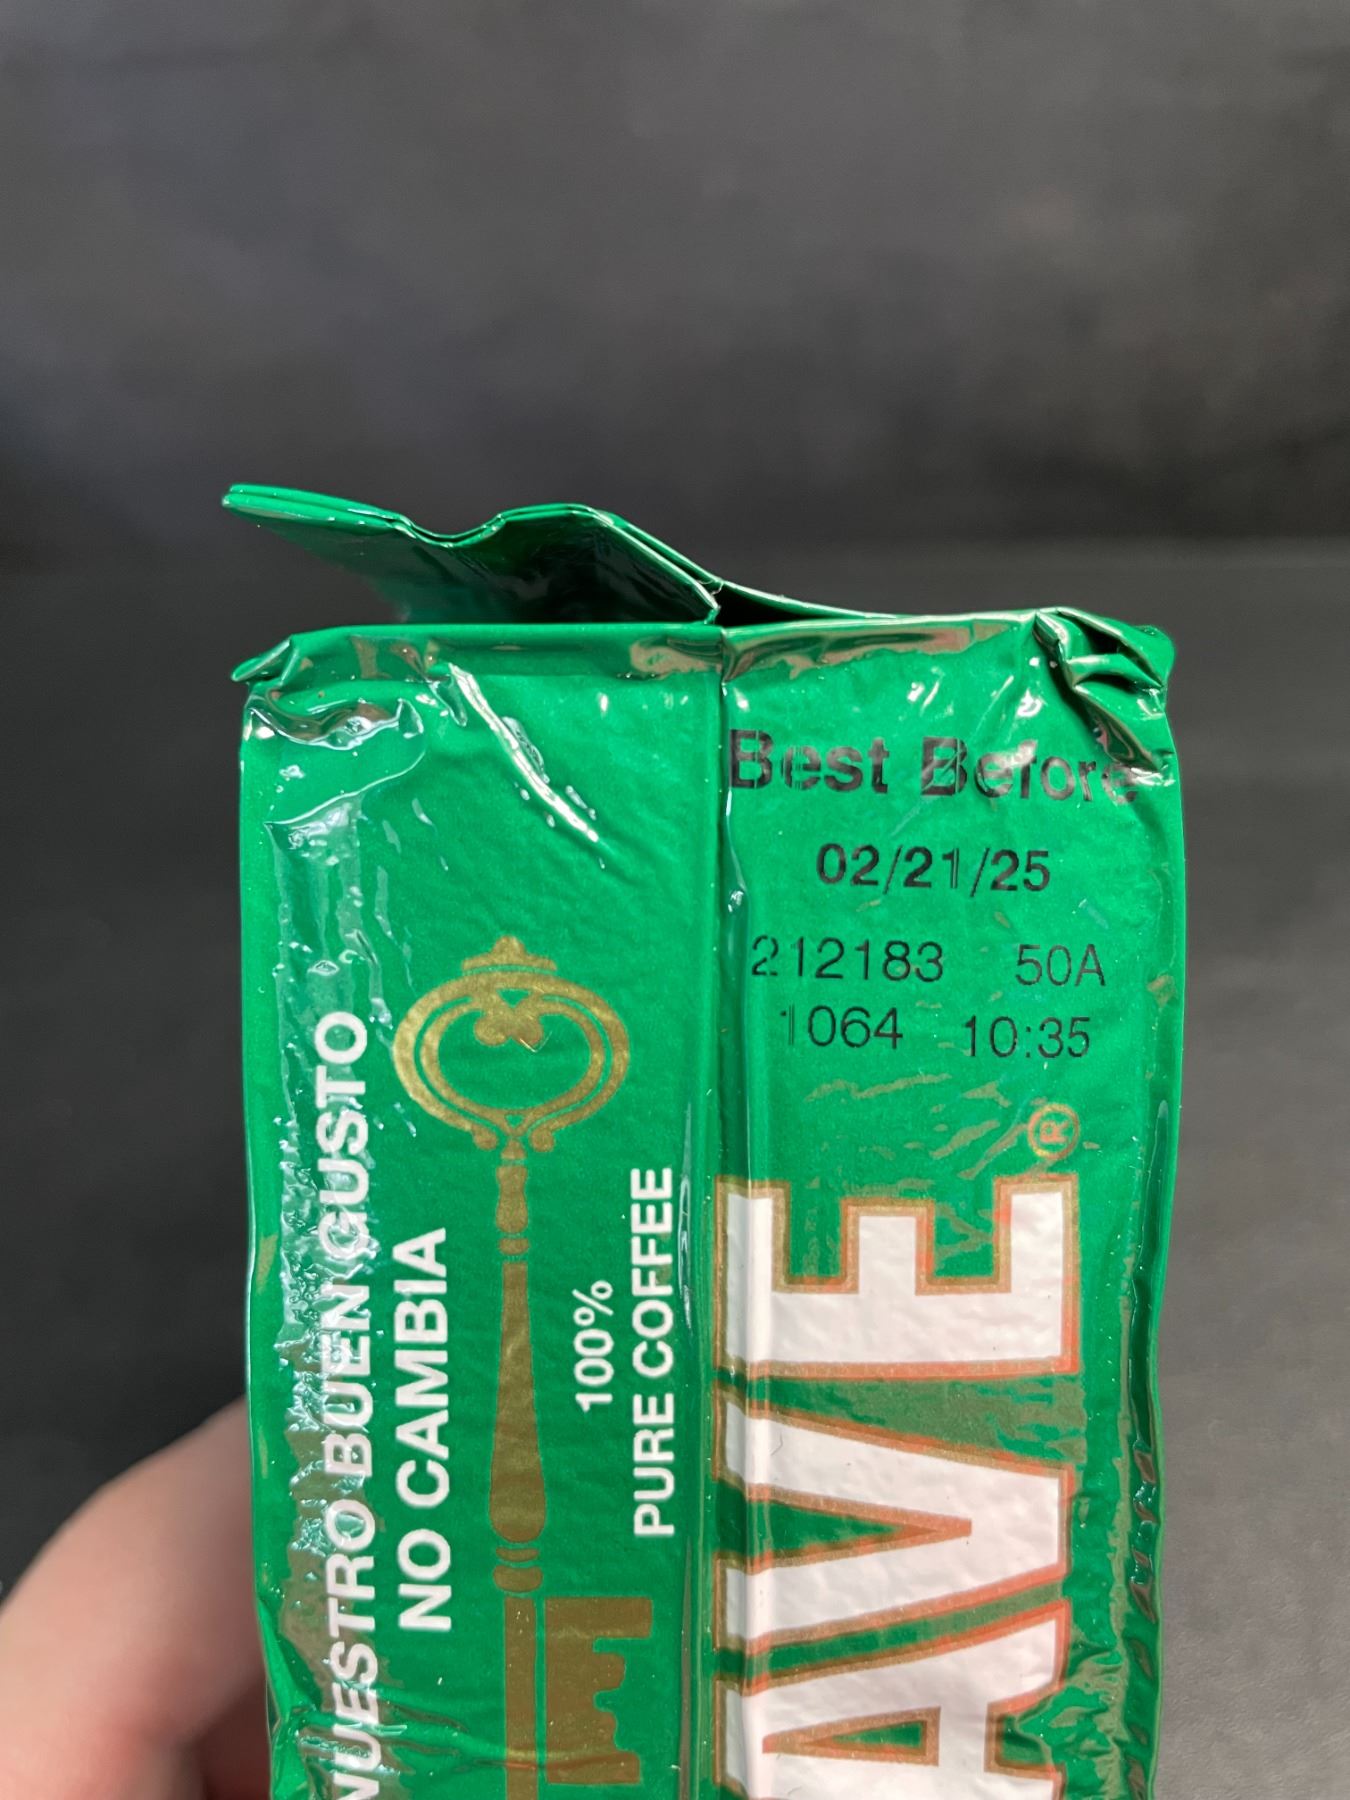 Best Before
02/21/25
212183 50A
1064 10:35
NUESTRO BUEN GUSTO
NO CAMBIA
100%
PURE COFFEE
AVE®